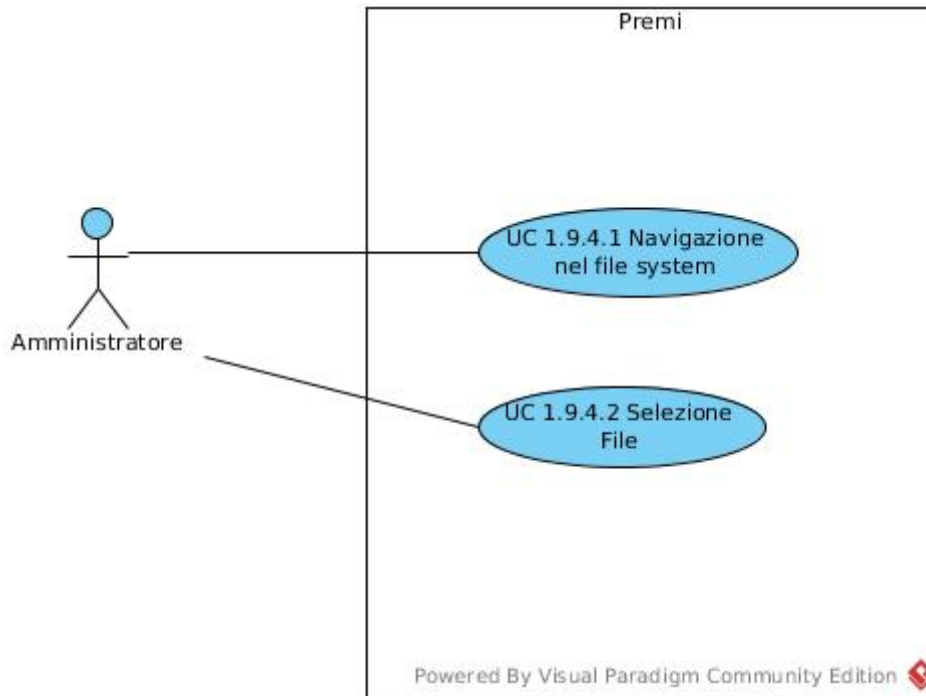 Premi
UC 1.9.4.1 Navigazione
nel file system
Amministratore
UC 1.9.4.2 Selezione
File
Powered By Visual Paradigm Community Edition